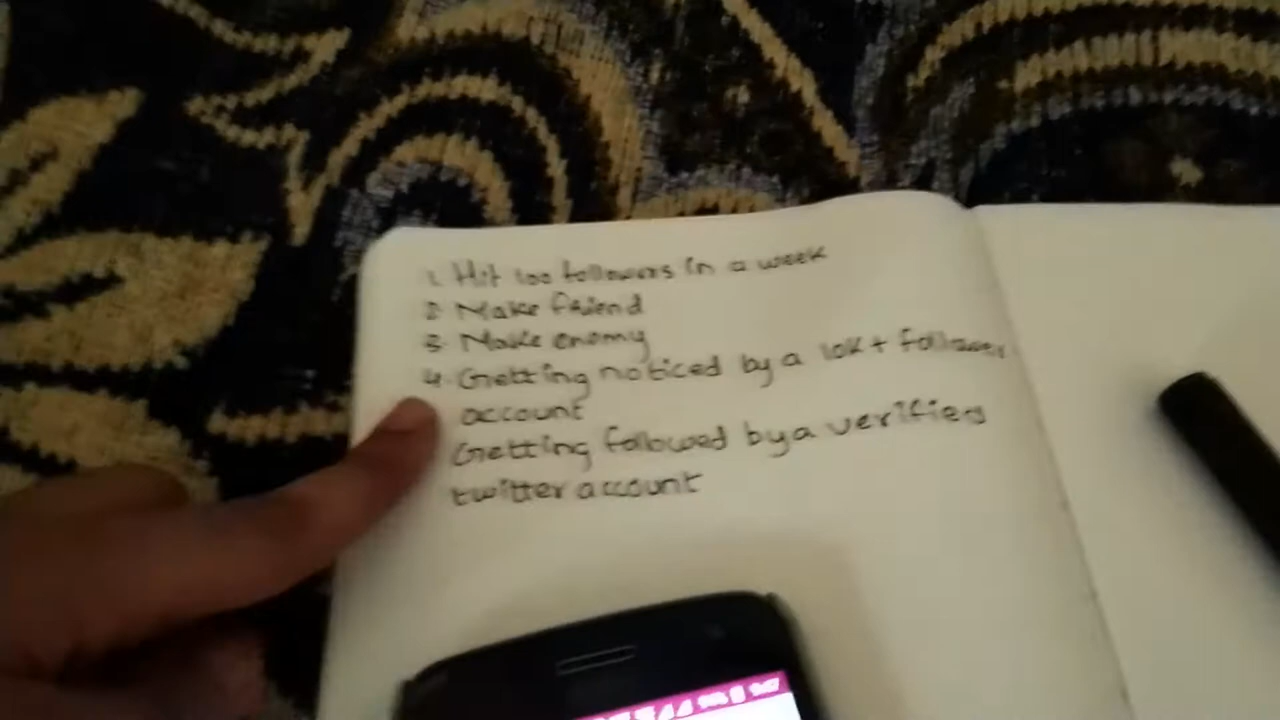 1. Hit 100 followers in a week
2. Make friend
3. Make enemy
4. Getting noticed by a 10K+ follower
account
Getting followed by a verified
twitter account